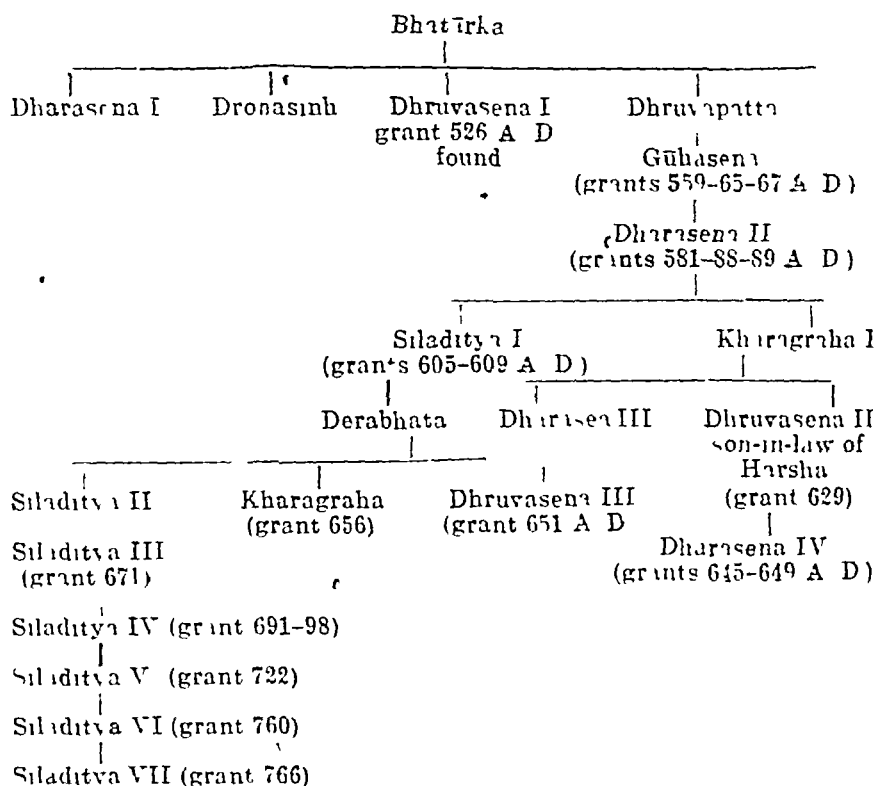 Bhatārka
Dharasena I Dronasinh Dhruvasena I Dhruvapatta
grant 526 A D
found
Gūhasena
(grants 559-65-67 A D)
Dharasena II
(grants 581-88-89 A D)
Siladitya I Kharagraha I
(grants 605-609 A D)
Derabhata Dharasen III Dhruvasena II
son-in-law of
Harsha
(grant 629)
Siladitya II Kharagraha Dhruvasena III
(grant 656) (grant 651 A D
Siladitya III
(grant 671)
Dharasena IV
(grants 645-649 A D)
Siladitya IV (grant 691-98)
Siladitya V (grant 722)
Siladitya VI (grant 760)
Siladitya VII (grant 766)